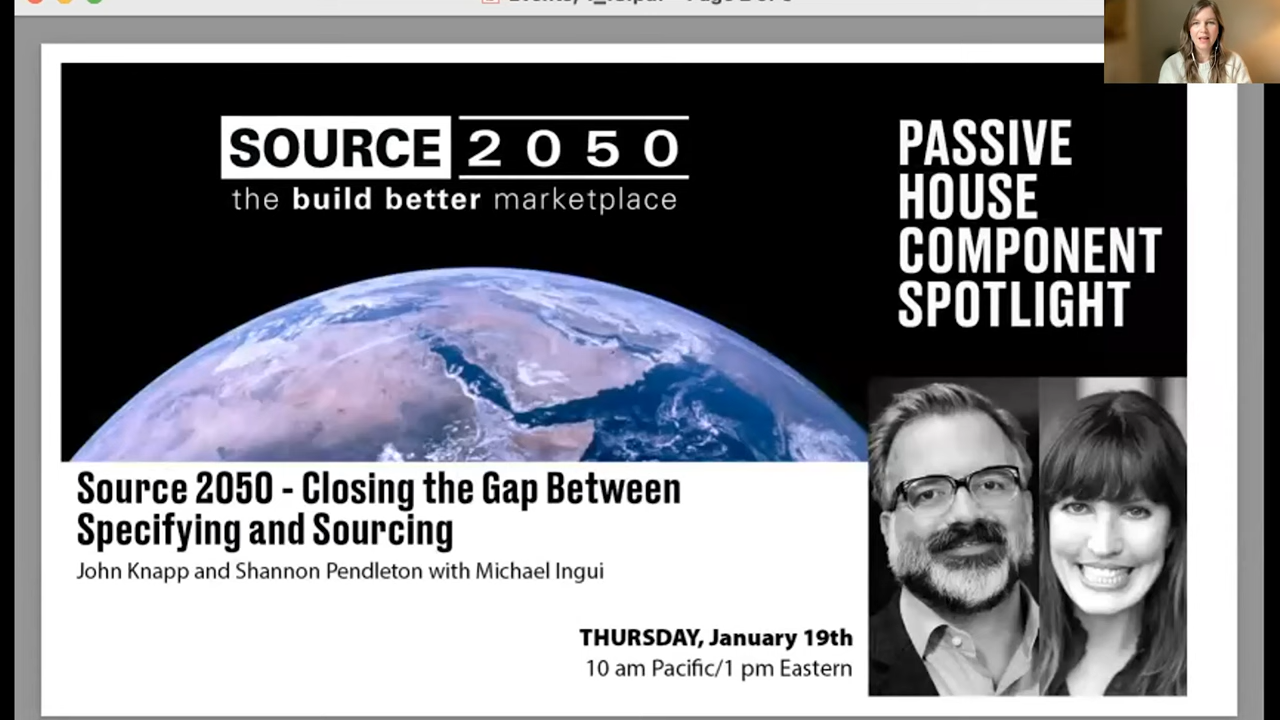 SOURCE 2050
the build better marketplace
PASSIVE
HOUSE
COMPONENT
SPOTLIGHT
Source 2050 - Closing the Gap Between
Specifying and Sourcing
John Knapp and Shannon Pendleton with Michael Ingui
THURSDAY, January 19th
10 am Pacific/1 pm Eastern